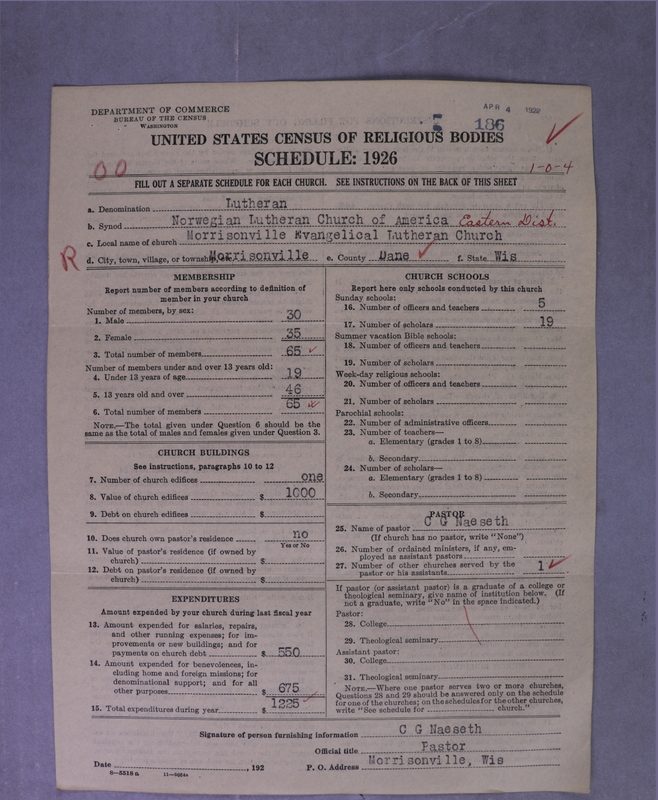 DEPARTMENT OF COMMERCE
BUREAU OF THE CENSUS
WASHINGTON
APR 4 1929
186
UNITED STATES CENSUS OF RELIGIOUS BODIES
SCHEDULE: 1926
00
1-0-4
FILL OUT A SEPARATE SCHEDULE FOR EACH CHURCH. SEE INSTRUCTIONS ON THE BACK OF THIS SHEET
a. Denomination Lutheran
b. Synod Norwegian Lutheran Church of America Eastern Dist.
c. Local name of church Morrisonville Evangelical Lutheran Church
R d. City, town, village, or township Morrisonville e. County Dane f. State Wis
MEMBERSHIP
Report number of members according to definition of
member in your church
Number of members, by sex:
1. Male 30
2. Female 35
3. Total number of members 65
Number of members under and over 13 years old:
4. Under 13 years of age 19
5. 13 years old and over 46
6. Total number of members 65
NOTE.—The total given under Question 6 should be the
same as the total of males and females given under Question 3.
CHURCH BUILDINGS
See instructions, paragraphs 10 to 12
7. Number of church edifices one
8. Value of church edifices $ 1000
9. Debt on church edifices $
10. Does church own pastor's residence no
Yes or No
11. Value of pastor's residence (if owned by
church) $
12. Debt on pastor's residence (if owned by
church) $
EXPENDITURES
Amount expended by your church during last fiscal year
13. Amount expended for salaries, repairs,
and other running expenses; for im-
provements or new buildings; and for
payments on church debt $ 550
14. Amount expended for benevolences, in-
cluding home and foreign missions; for
denominational support; and for all
other purposes $ 675
15. Total expenditures during year $ 1225
CHURCH SCHOOLS
Report here only schools conducted by this church
Sunday schools:
16. Number of officers and teachers 5
17. Number of scholars 19
Summer vacation Bible schools:
18. Number of officers and teachers
19. Number of scholars
Week-day religious schools:
20. Number of officers and teachers
21. Number of scholars
Parochial schools:
22. Number of administrative officers
23. Number of teachers—
a. Elementary (grades 1 to 8)
b. Secondary
24. Number of scholars—
a. Elementary (grades 1 to 8)
b. Secondary
PASTOR
25. Name of pastor C G Naeseth
(If church has no pastor, write "None")
26. Number of ordained ministers, if any, em-
ployed as assistant pastors
27. Number of other churches served by the
pastor or his assistants 1
If pastor (or assistant pastor) is a graduate of a college or
theological seminary, give name of institution below. (If
not a graduate, write "No" in the space indicated.)
Pastor:
28. College
29. Theological seminary
Assistant pastor:
30. College
31. Theological seminary
NOTE.—Where one pastor serves two or more churches,
Questions 28 and 29 should be answered only on the schedule
for one of the churches; on the schedules for the other churches,
write "See schedule for church."
Signature of person furnishing information C G Naeseth
Official title Pastor
Date , 192 P. O. Address Morrisonville, Wis
8—5518 a